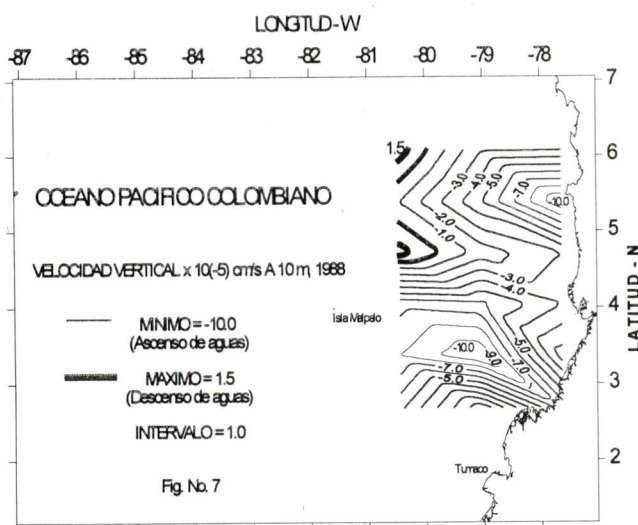 LONGITUD-W
-87 -86 -85 -84 -83 -82 -81 -80 -79 -78
7
6
5
4
3
2
LATITUD - N
OCEANO PACIFICO COLOMBIANO
VELOCIDAD VERTICAL x 10(-5) cm/s A 10 m, 1988
MINIMO = -10.0
(Ascenso de aguas)
MAXIMO = 1.5
(Descenso de aguas)
INTERVALO = 1.0
Fig. No. 7
Isla Malpelo
Tumaco
1.5
-3.0
-4.0
-5.0
-7.0
-10.0
-2.0
-1.0
-3.0
-4.0
-5.0
-7.0
-10.0
-9.0
-7.0
-5.0